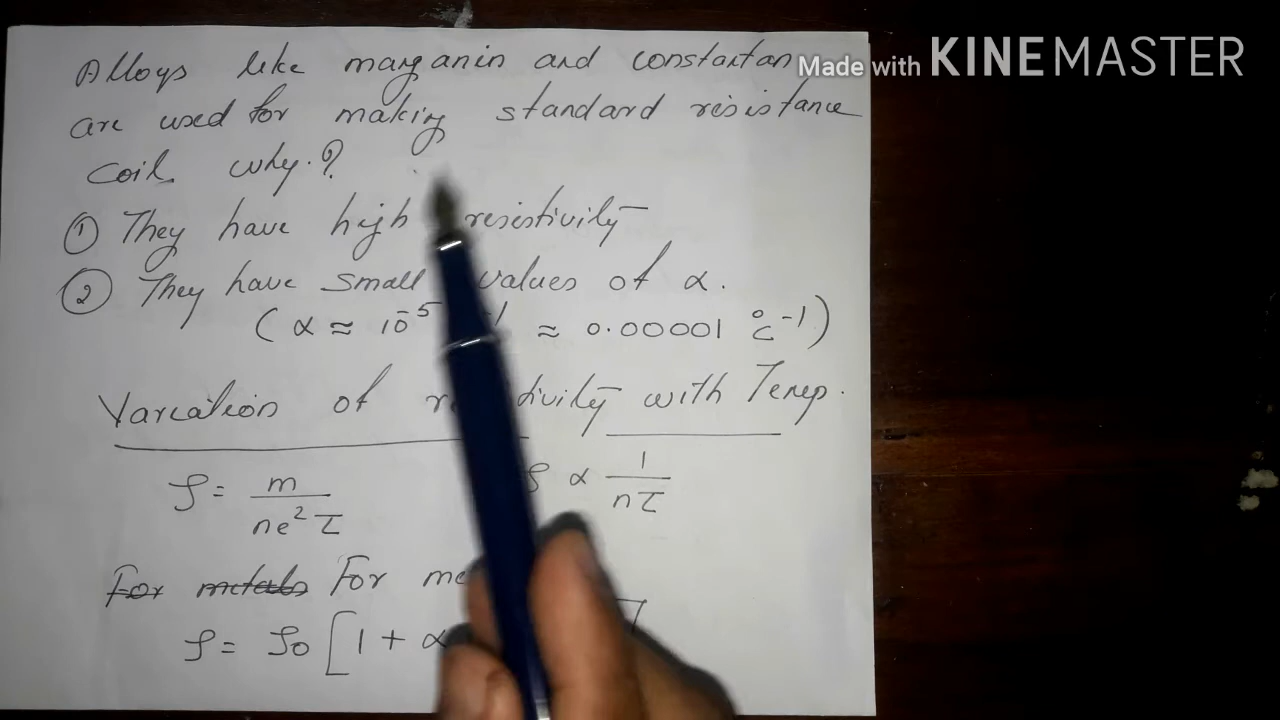 Alloys like manganin and constantan
Made with KINEMASTER
are used for making standard resistance
coil why.?
① They have high resistivity
② They have small values of α.
(α ≈ 10⁻⁵ ⁻¹ ≈ 0.00001 °C⁻¹)
Variation of with Temp.
ρ = m / ne²τ ρ ∝ 1 / nτ
For metals For
ρ = ρ0 [1 + α